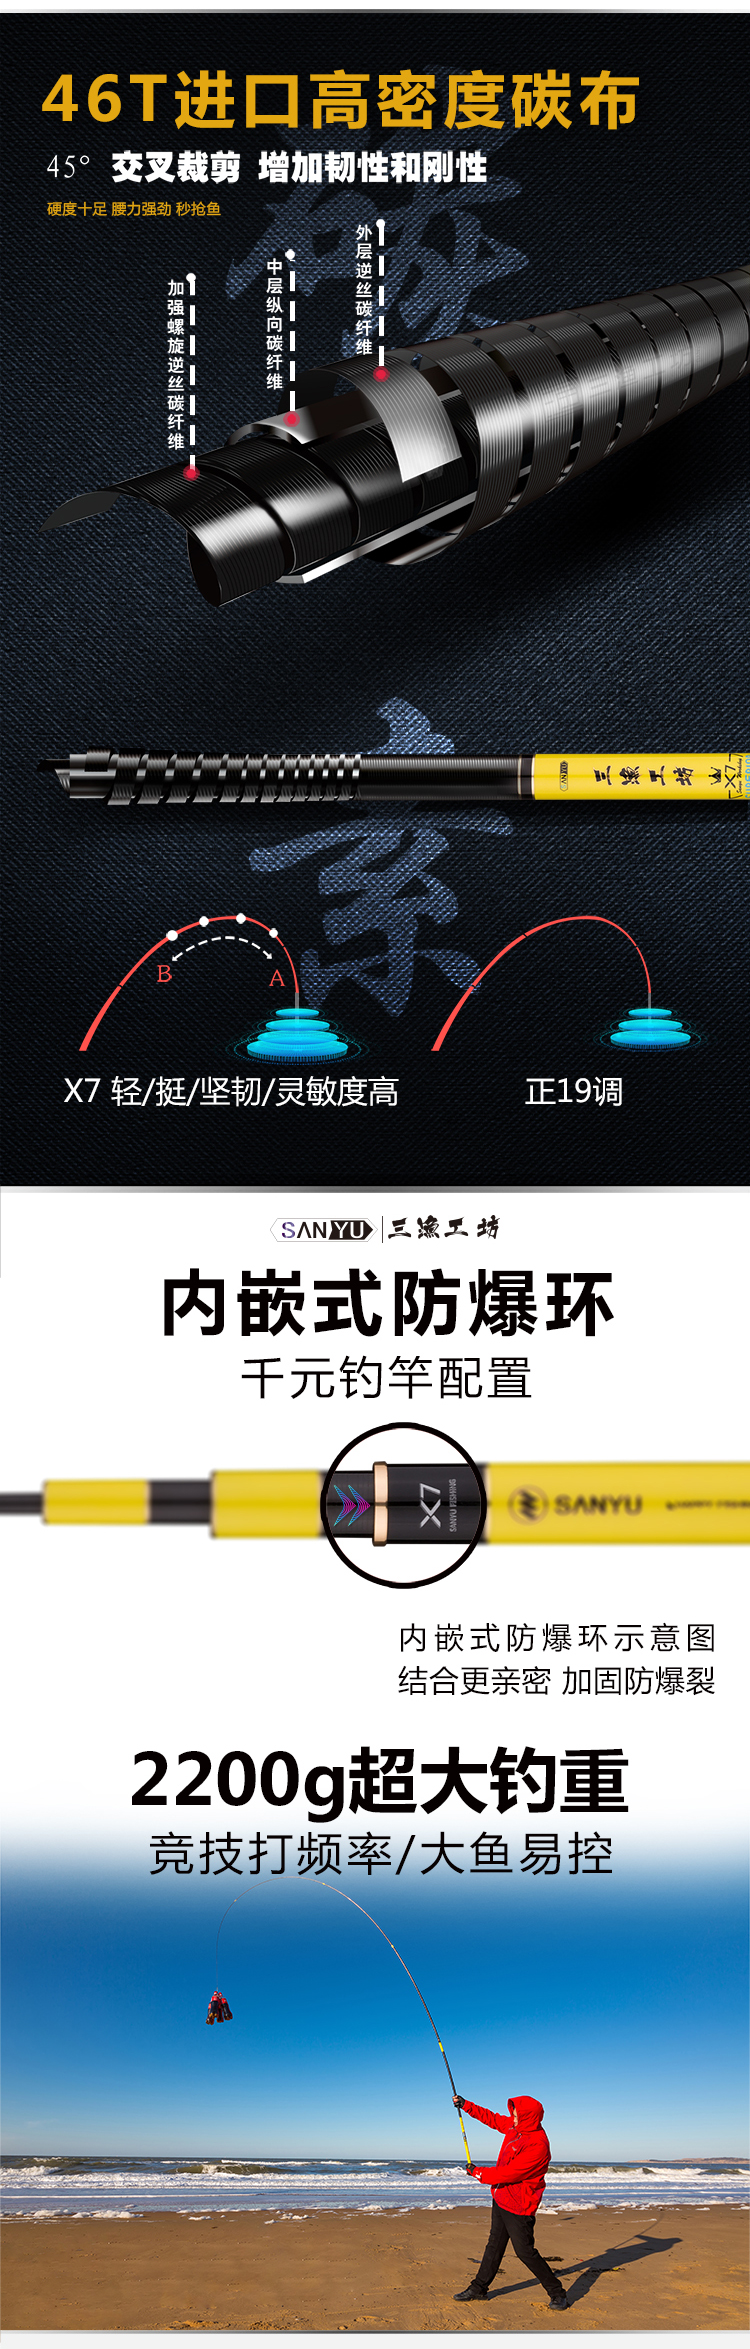 46T进口高密度碳布
45° 交叉裁剪 增加韧性和刚性
硬度十足 腰力强劲 秒抢鱼
加强螺旋逆丝碳纤维
中层纵向碳纤维
外层逆丝碳纤维
碳
素
SANYU
三渔工坊
X7
B
A
X7 轻/挺/坚韧/灵敏度高
正19调
SANYU 三渔工坊
内嵌式防爆环
千元钓竿配置
X7
SANYU FISHING
SANYU
内嵌式防爆环示意图
结合更亲密 加固防爆裂
2200g超大钓重
竞技打频率/大鱼易控